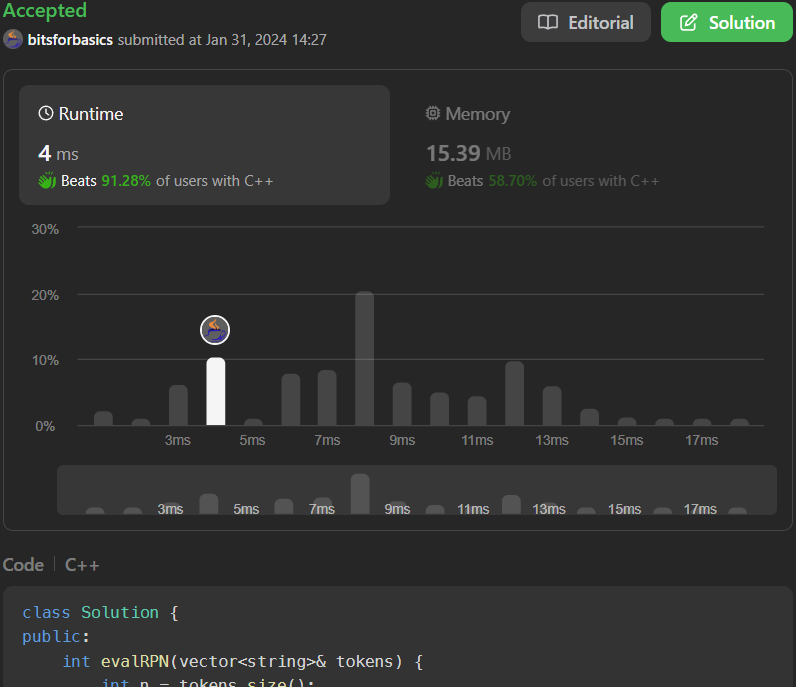 Accepted
Editorial
Solution
bitsforbasics submitted at Jan 31, 2024 14:27
Runtime
4 ms
Beats 91.28% of users with C++
Memory
15.39 MB
Beats 58.70% of users with C++
30%
20%
10%
0%
3ms 5ms 7ms 9ms 11ms 13ms 15ms 17ms
3ms 5ms 7ms 9ms 11ms 13ms 15ms 17ms
Code C++
class Solution {
public:
int evalRPN(vector<string>& tokens) {
int n = tokens.size();